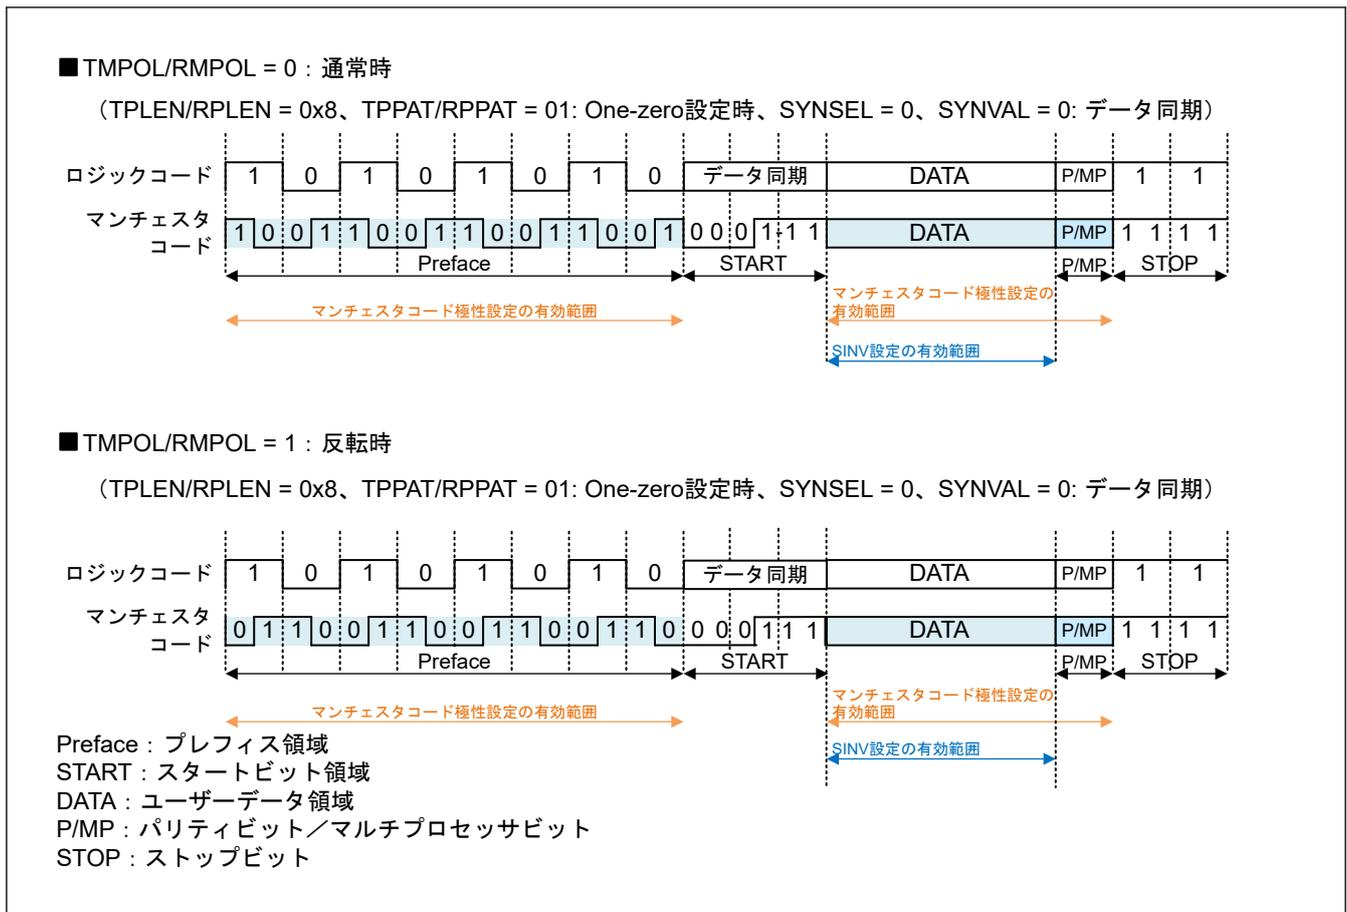 ■ TMPOL/RMPOL = 0：通常時
（TPLEN/RPLEN = 0x8、TPPAT/RPPAT = 01: One-zero設定時、SYNSEL = 0、SYNVAL = 0: データ同期）
ロジックコード 1 0 1 0 1 0 1 0 データ同期 DATA P/MP 1 1
マンチェスタ
コード 1 0 0 1 1 0 0 1 1 0 0 1 1 0 0 1 0 0 0 1 1 1 DATA P/MP 1 1 1 1
Preface START P/MP STOP
マンチェスタコード極性設定の有効範囲 マンチェスタコード極性設定の
有効範囲
SINV設定の有効範囲
■ TMPOL/RMPOL = 1：反転時
（TPLEN/RPLEN = 0x8、TPPAT/RPPAT = 01: One-zero設定時、SYNSEL = 0、SYNVAL = 0: データ同期）
ロジックコード 1 0 1 0 1 0 1 0 データ同期 DATA P/MP 1 1
マンチェスタ
コード 0 1 1 0 0 1 1 0 0 1 1 0 0 1 1 0 0 0 0 1 1 1 DATA P/MP 1 1 1 1
Preface START P/MP STOP
マンチェスタコード極性設定の有効範囲 マンチェスタコード極性設定の
有効範囲
SINV設定の有効範囲
Preface：プレフィス領域
START：スタートビット領域
DATA：ユーザーデータ領域
P/MP：パリティビット／マルチプロセッサビット
STOP：ストップビット